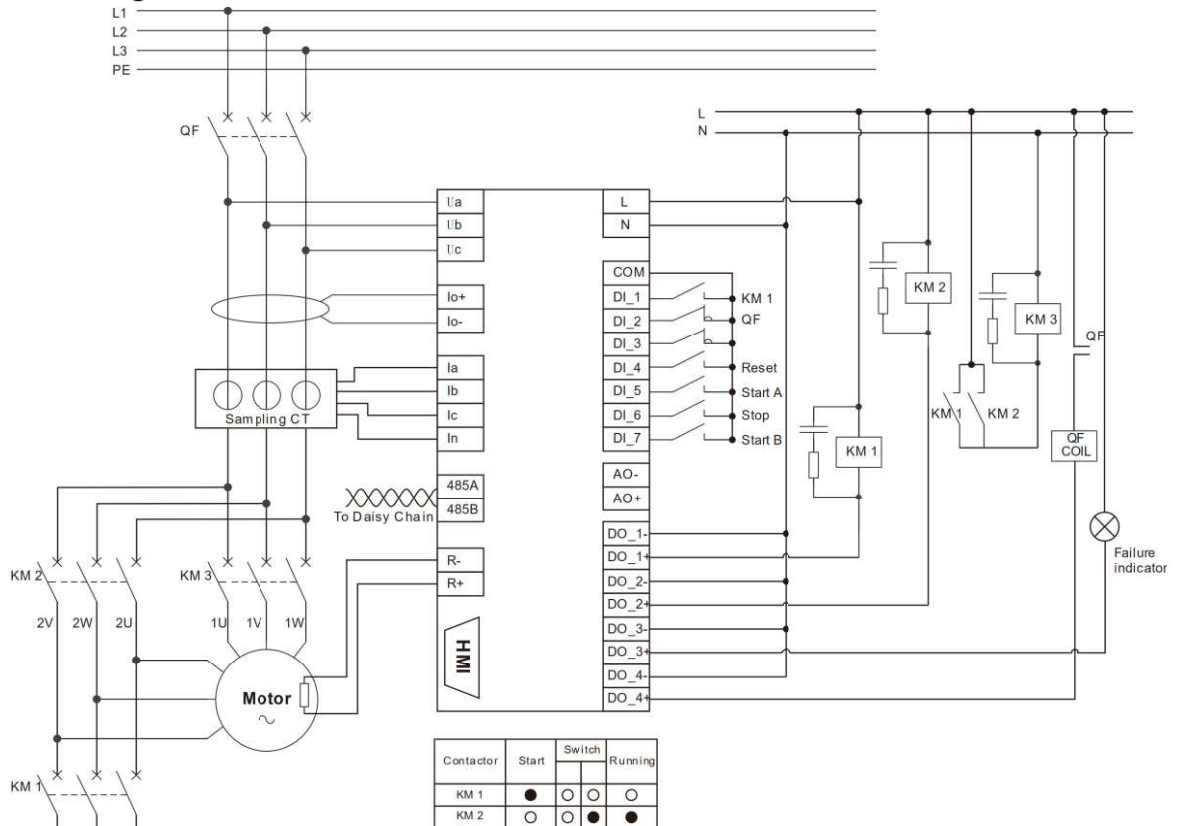 L1
L2
L3
PE
QF
L
N
Ua
Ub
Uc
Io+
Io-
Ia
Ib
Ic
In
Sampling CT
485A
485B
To Daisy Chain
R-
R+
HMI
L
N
COM
DI_1
DI_2
DI_3
DI_4
DI_5
DI_6
DI_7
KM 1
QF
Reset
Start A
Stop
Start B
AO-
AO+
DO_1-
DO_1+
DO_2-
DO_2+
DO_3-
DO_3+
DO_4-
DO_4+
KM 2
KM 3
KM 1
KM 1
KM 2
QF
QF
COIL
Failure
indicator
KM 2
KM 3
2V 2W 2U 1U 1V 1W
Motor
KM 1
Contactor Start Switch Running
KM 1
KM 2